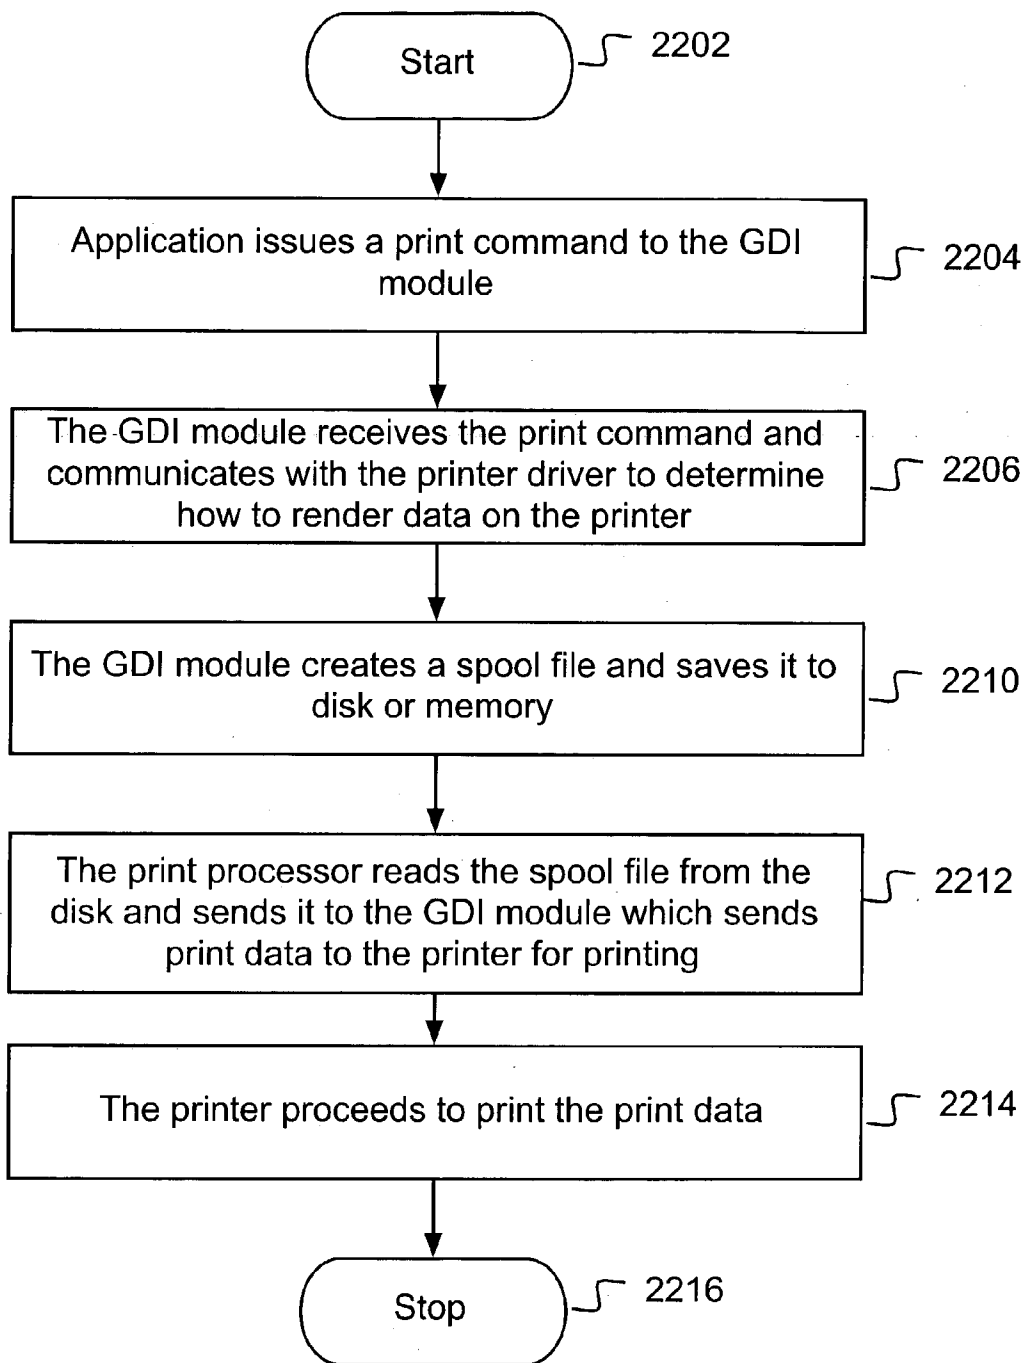 Start
2202
Application issues a print command to the GDI
module
2204
The GDI module receives the print command and
communicates with the printer driver to determine
how to render data on the printer
2206
The GDI module creates a spool file and saves it to
disk or memory
2210
The print processor reads the spool file from the
disk and sends it to the GDI module which sends
print data to the printer for printing
2212
The printer proceeds to print the print data
2214
Stop
2216